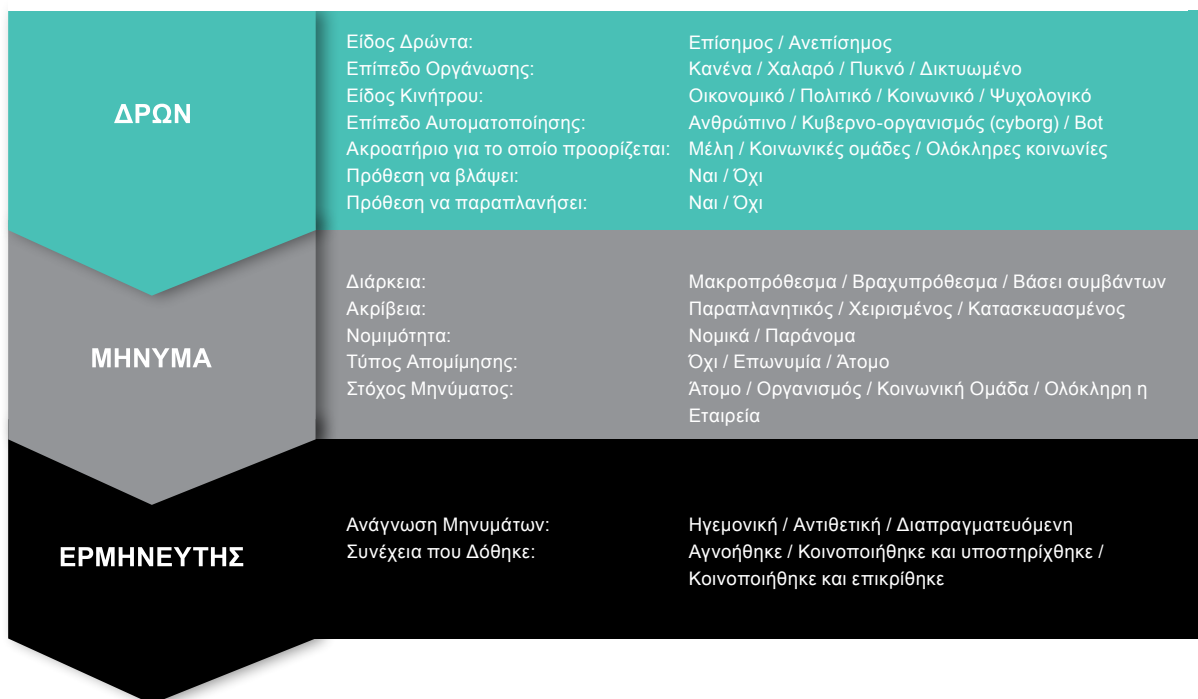 ΔΡΩΝ
Είδος Δρώντα: Επίσημος / Ανεπίσημος
Επίπεδο Οργάνωσης: Κανένα / Χαλαρό / Πυκνό / Δικτυωμένο
Είδος Κινήτρου: Οικονομικό / Πολιτικό / Κοινωνικό / Ψυχολογικό
Επίπεδο Αυτοματοποίησης: Ανθρώπινο / Κυβερνο-οργανισμός (cyborg) / Bot
Ακροατήριο για το οποίο προορίζεται: Μέλη / Κοινωνικές ομάδες / Ολόκληρες κοινωνίες
Πρόθεση να βλάψει: Ναι / Όχι
Πρόθεση να παραπλανήσει: Ναι / Όχι
ΜΗΝΥΜΑ
Διάρκεια: Μακροπρόθεσμα / Βραχυπρόθεσμα / Βάσει συμβάντων
Ακρίβεια: Παραπλανητικός / Χειρισμένος / Κατασκευασμένος
Νομιμότητα: Νομικά / Παράνομα
Τύπος Απομίμησης: Όχι / Επωνυμία / Άτομο
Στόχος Μηνύματος: Άτομο / Οργανισμός / Κοινωνική Ομάδα / Ολόκληρη η
Εταιρεία
ΕΡΜΗΝΕΥΤΗΣ
Ανάγνωση Μηνυμάτων: Ηγεμονική / Αντιθετική / Διαπραγματευόμενη
Συνέχεια που Δόθηκε: Αγνοήθηκε / Κοινοποιήθηκε και υποστηρίχθηκε /
Κοινοποιήθηκε και επικρίθηκε